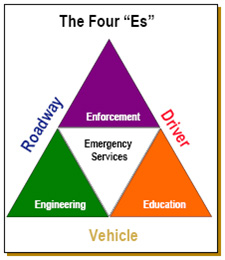 The Four “Es”
Roadway
Driver
Enforcement
Emergency
Services
Engineering
Education
Vehicle